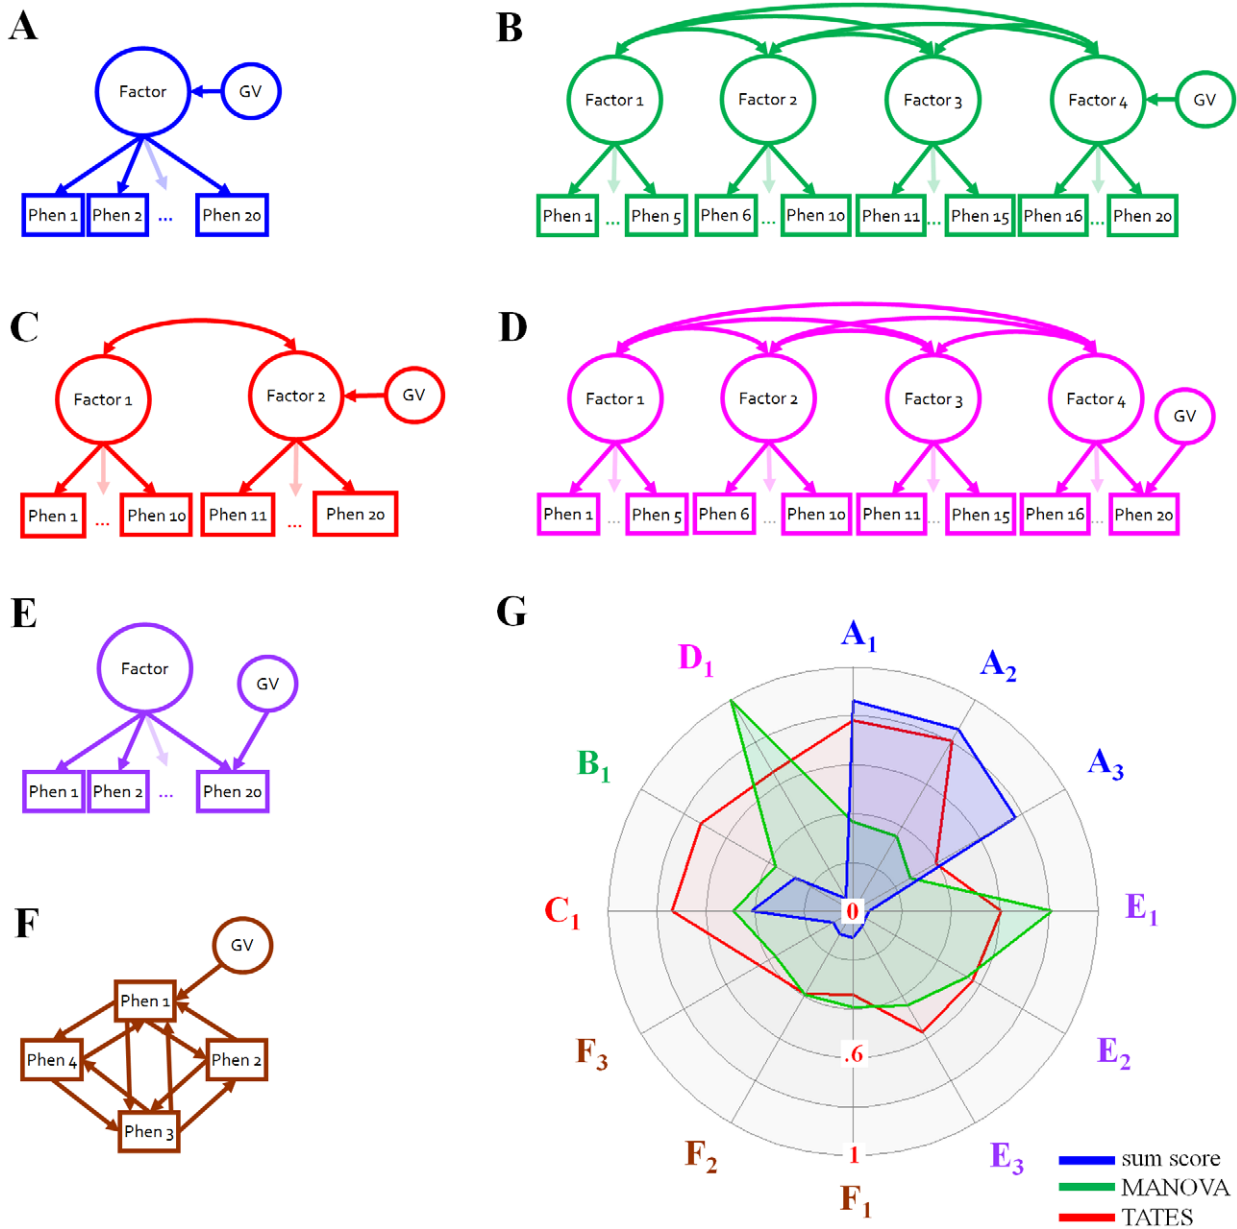 A
Factor
GV
Phen 1
Phen 2
...
Phen 20
B
Factor 1
Factor 2
Factor 3
Factor 4
GV
Phen 1
...
Phen 5
Phen 6
...
Phen 10
Phen 11
...
Phen 15
Phen 16
...
Phen 20
C
Factor 1
Factor 2
GV
Phen 1
...
Phen 10
Phen 11
...
Phen 20
D
Factor 1
Factor 2
Factor 3
Factor 4
GV
Phen 1
...
Phen 5
Phen 6
...
Phen 10
Phen 11
...
Phen 15
Phen 16
...
Phen 20
E
Factor
GV
Phen 1
Phen 2
...
Phen 20
F
GV
Phen 1
Phen 4
Phen 2
Phen 3
G
A1
A2
A3
E1
E2
E3
F1
F2
F3
C1
B1
D1
0
.6
1
sum score
MANOVA
TATES